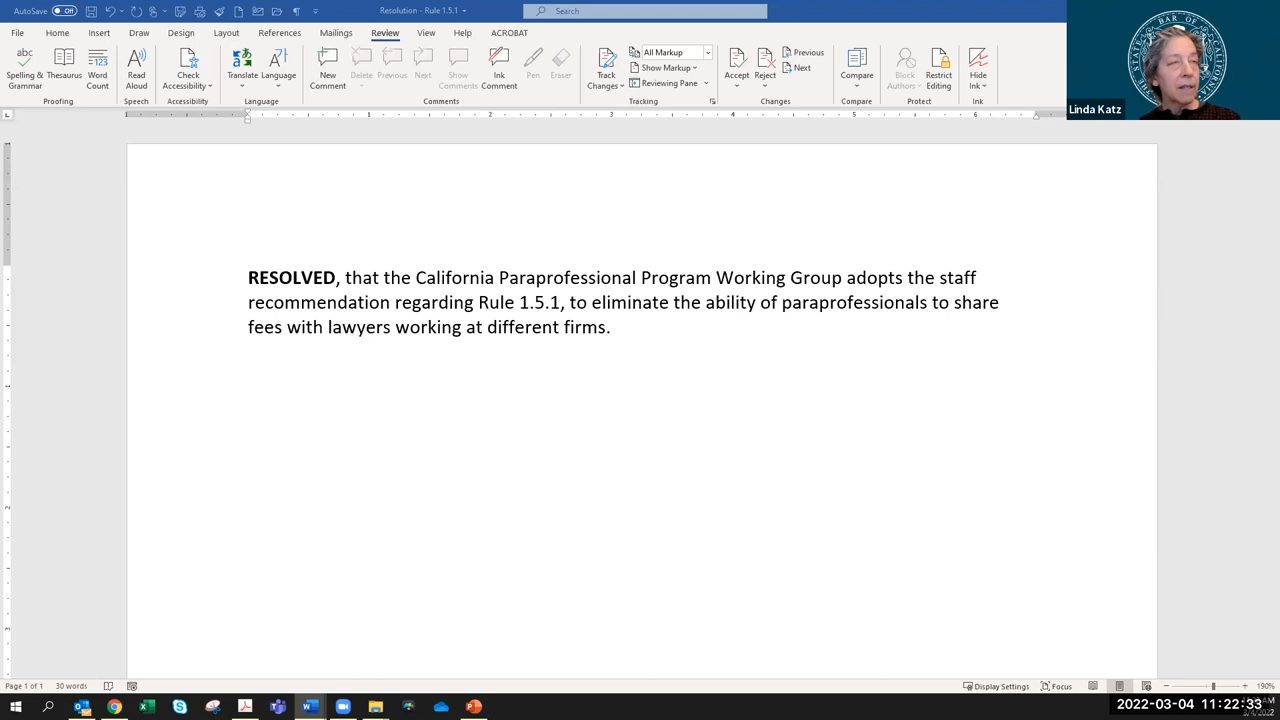 AutoSave Off Resolution - Rule 1.5.1 Search
File Home Insert Draw Design Layout References Mailings Review View Help ACROBAT
Spelling & Grammar Thesaurus Word Count Read Aloud Check Accessibility Translate Language New Comment Delete Previous Next Show Comments Ink Comment Pen Eraser Track Changes All Markup Show Markup Reviewing Pane Accept Reject Previous Next Compare Block Authors Restrict Editing Hide Ink
Proofing Speech Accessibility Language Comments Tracking Changes Compare Protect Ink
THE STATE BAR OF CALIFORNIA
Linda Katz
RESOLVED, that the California Paraprofessional Program Working Group adopts the staff
recommendation regarding Rule 1.5.1, to eliminate the ability of paraprofessionals to share
fees with lawyers working at different firms.
Page 1 of 1 30 words Display Settings Focus 190%
2022-03-04 11:22:33